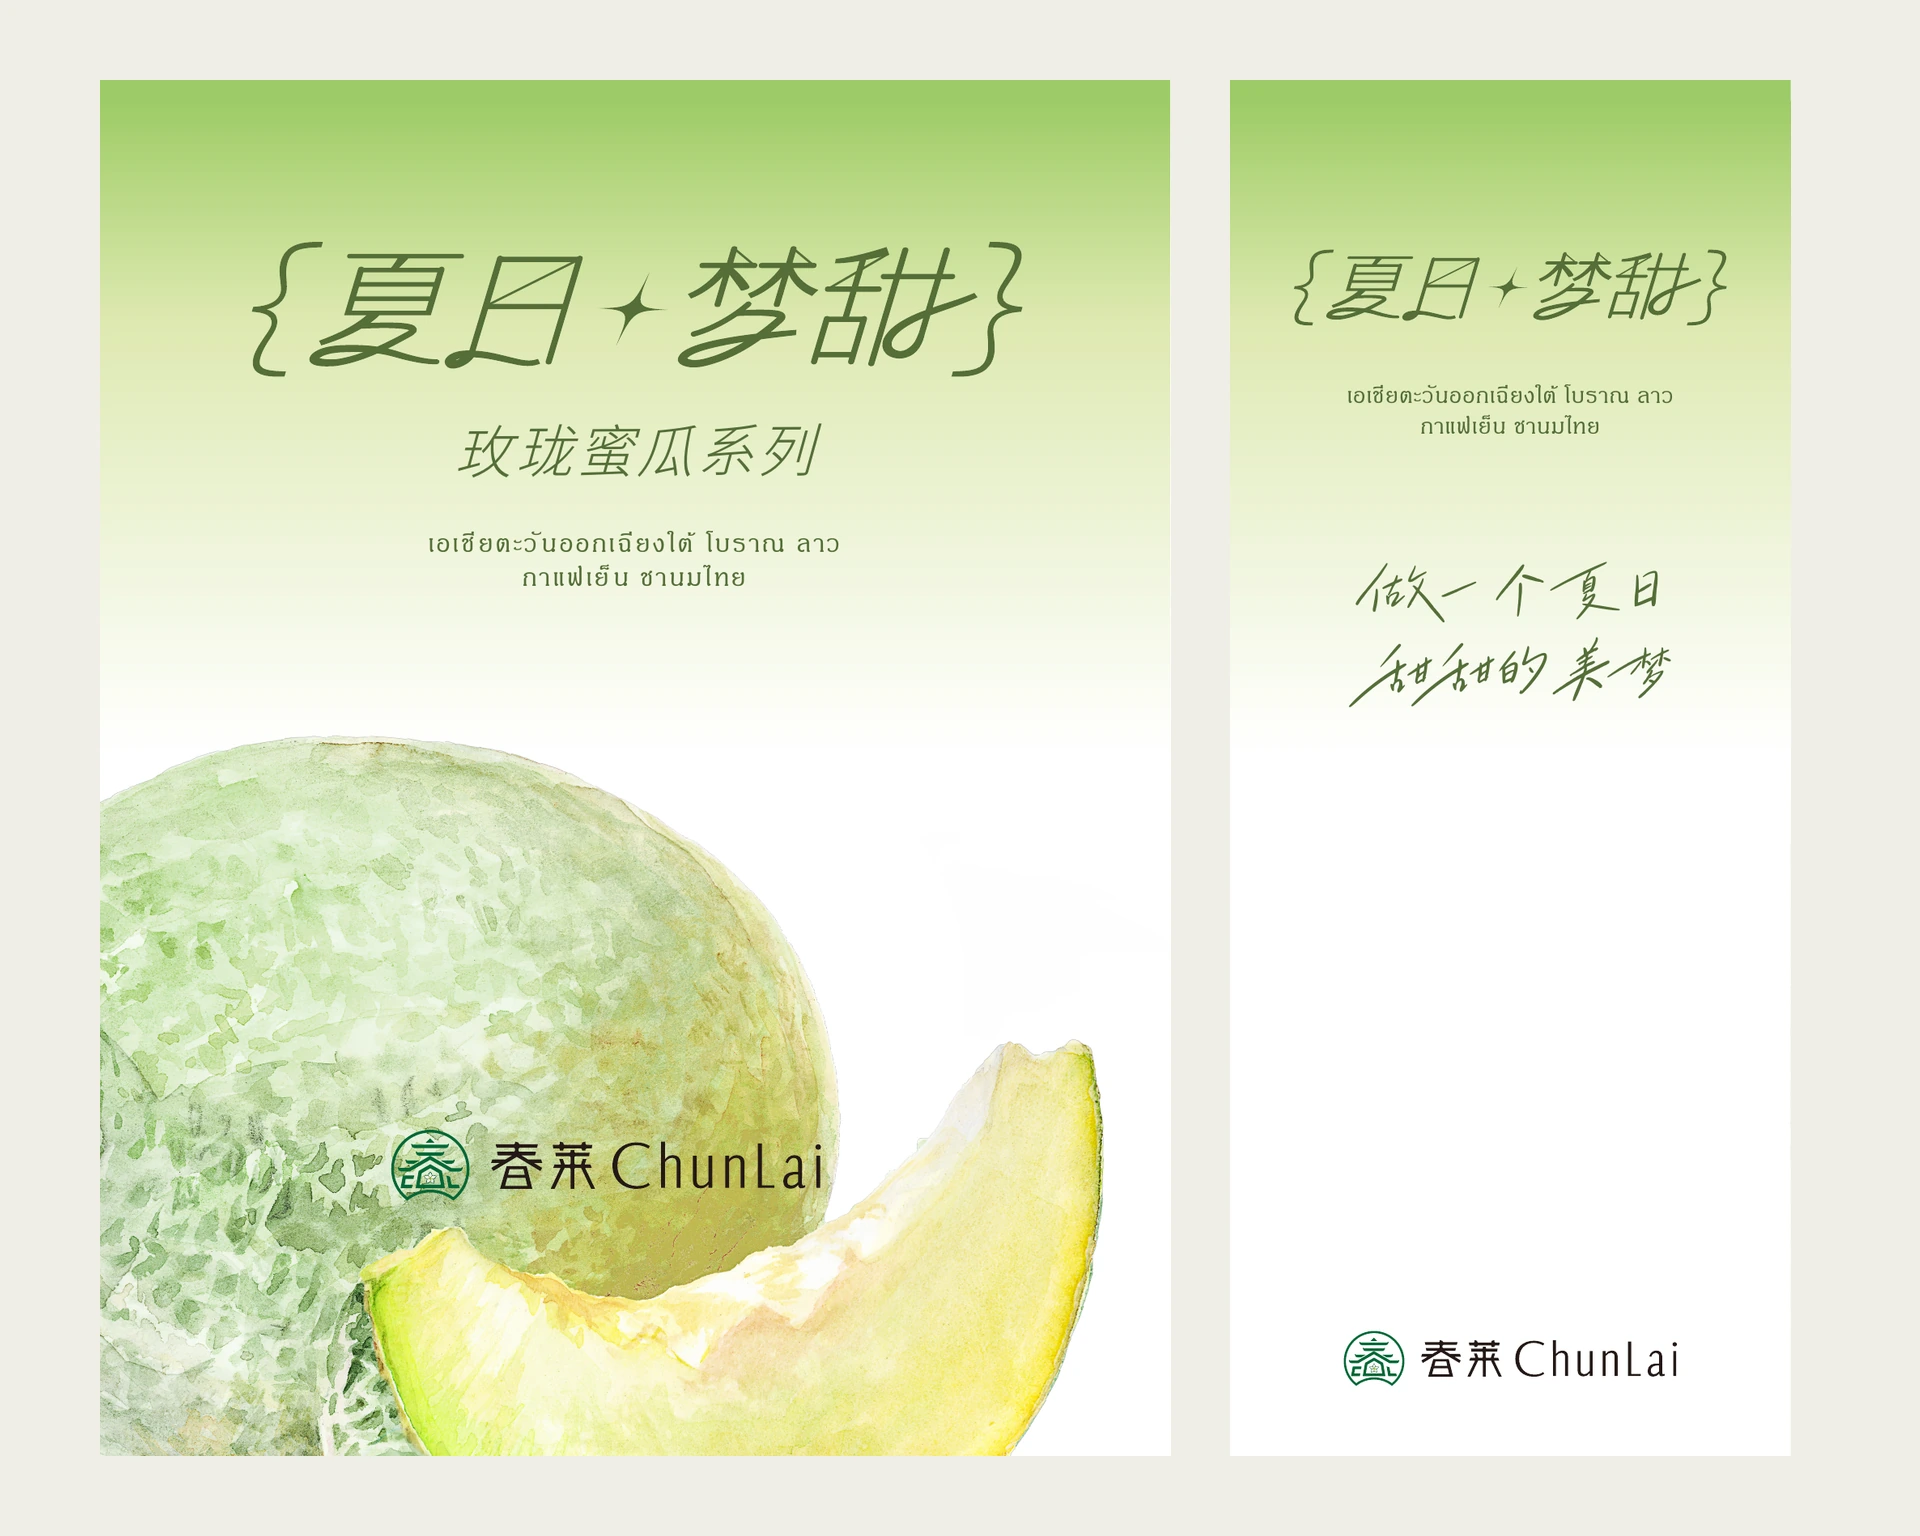 {夏日✦梦甜}
玫珑蜜瓜系列
เอเชียตะวันออกเฉียงใต้ โบราณ ลาว
กาแฟเย็น ชานมไทย
春莱 ChunLai
{夏日✦梦甜}
เอเชียตะวันออกเฉียงใต้ โบราณ ลาว
กาแฟเย็น ชานมไทย
做一个夏日
甜甜的美梦
春莱 ChunLai